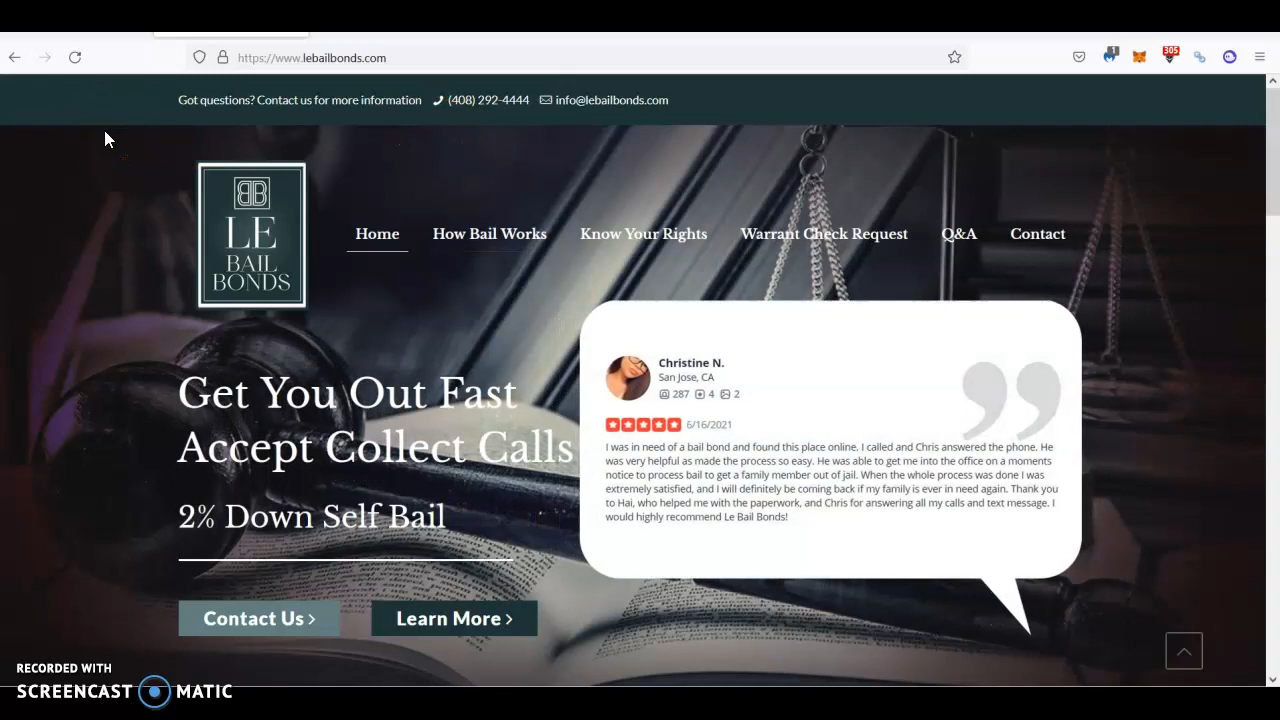 https://www.lebailbonds.com
1
305
Got questions? Contact us for more information (408) 292-4444 info@lebailbonds.com
BB
LE
BAIL
BONDS
Home How Bail Works Know Your Rights Warrant Check Request Q&A Contact
Get You Out Fast
Accept Collect Calls
2% Down Self Bail
Contact Us >
Learn More >
Christine N.
San Jose, CA
287 4 2
6/16/2021
I was in need of a bail bond and found this place online. I called and Chris answered the phone. He
was very helpful as made the process so easy. He was able to get me into the office on a moments
notice to process bail to get a family member out of jail. When the whole process was done I was
extremely satisfied, and I will definitely be coming back if my family is ever in need again. Thank you
to Hai, who helped me with the paperwork, and Chris for answering all my calls and text message. I
would highly recommend Le Bail Bonds!
RECORDED WITH
SCREENCAST MATIC